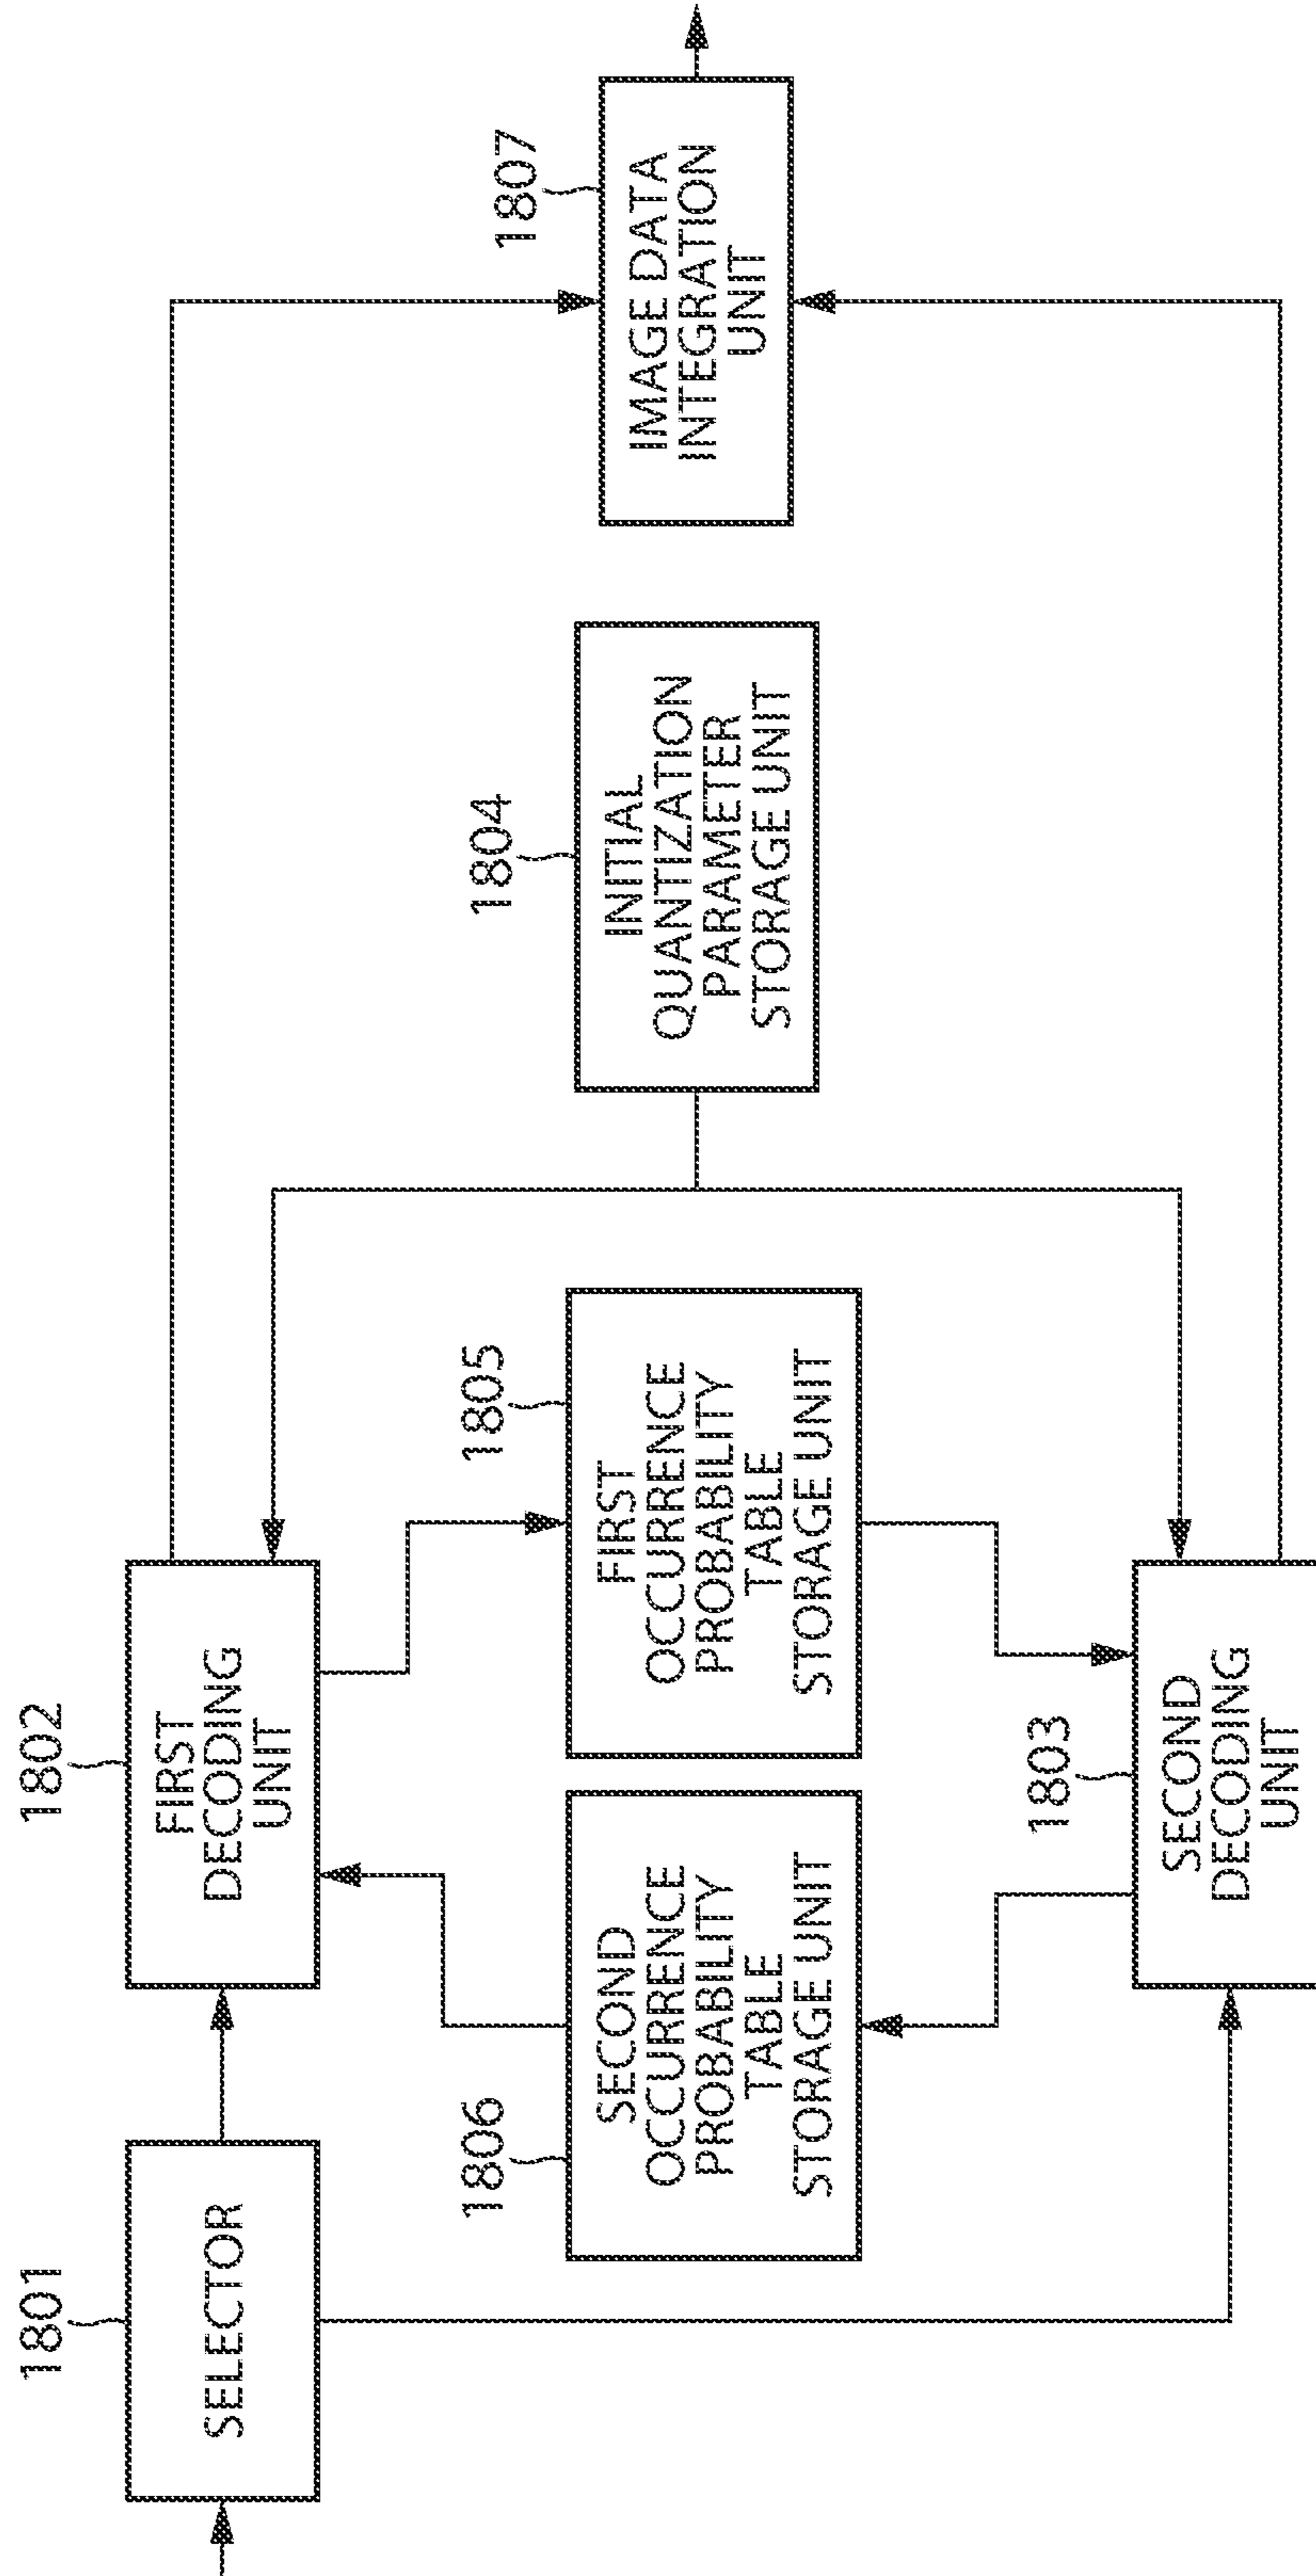 1801
SELECTOR
1802
FIRST
DECODING
UNIT
1806
SECOND
OCCURRENCE
PROBABILITY
TABLE
STORAGE UNIT
1805
FIRST
OCCURRENCE
PROBABILITY
TABLE
STORAGE UNIT
1803
SECOND
DECODING
UNIT
1804
INITIAL
QUANTIZATION
PARAMETER
STORAGE UNIT
1807
IMAGE DATA
INTEGRATION
UNIT